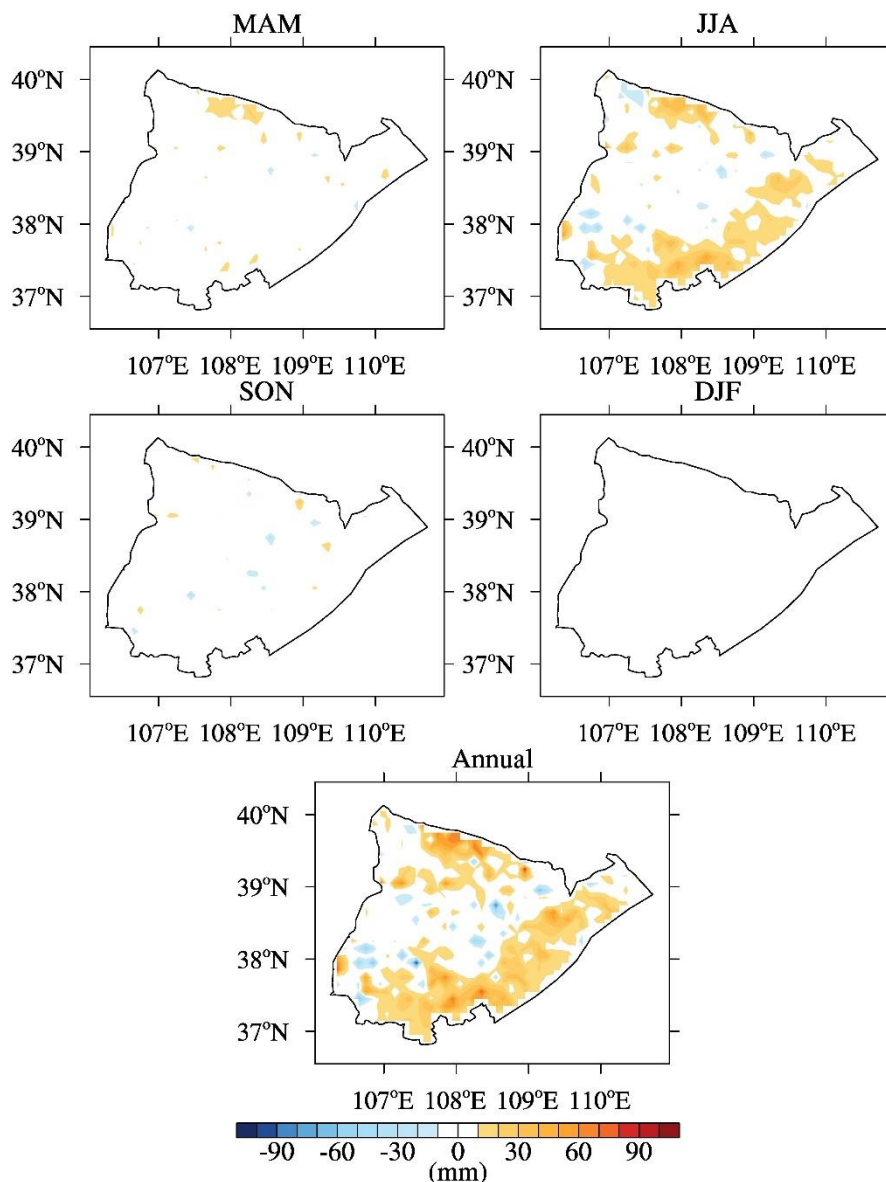 MAM JJA
40°N 40°N
39°N 39°N
38°N 38°N
37°N 37°N
107°E 108°E 109°E 110°E 107°E 108°E 109°E 110°E
SON DJF
40°N 40°N
39°N 39°N
38°N 38°N
37°N 37°N
107°E 108°E 109°E 110°E 107°E 108°E 109°E 110°E
Annual
40°N
39°N
38°N
37°N
107°E 108°E 109°E 110°E
-90 -60 -30 0 30 60 90
(mm)